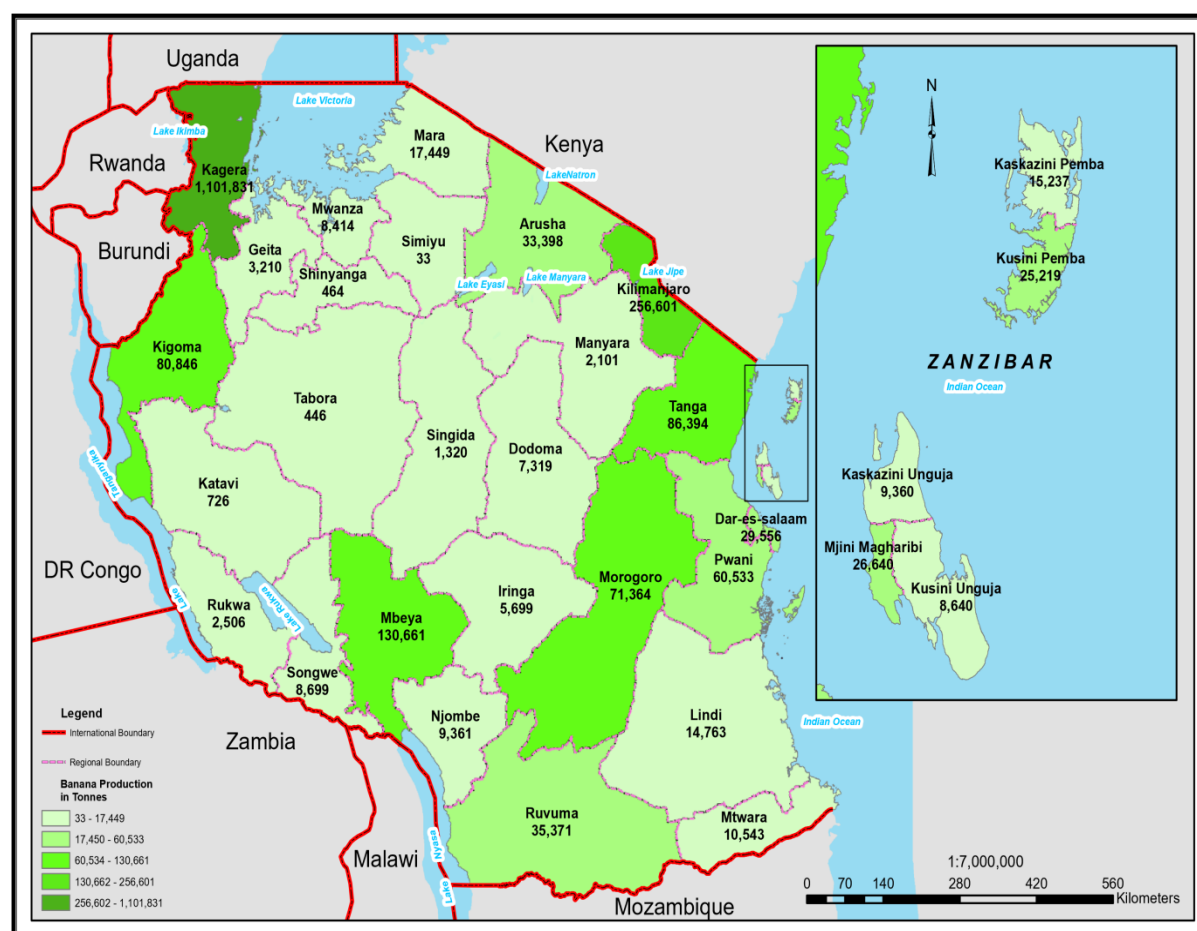 Uganda
Lake Victoria
Lake Ikimba
Rwanda
Kagera
1,101,831
Mara
17,449
Kenya
LakeNatron
Burundi
Mwanza
8,414
Geita
3,210
Simiyu
33
Arusha
33,398
Shinyanga
464
Lake Eyasi
Lake Manyara
Lake Jipe
Kilimanjaro
256,601
Kigoma
80,846
Manyara
2,101
Tabora
446
Singida
1,320
Dodoma
7,319
Tanga
86,394
Katavi
726
Dar-es-salaam
29,556
Pwani
60,533
Morogoro
71,364
Lake Tanganyika
DR Congo
Rukwa
2,506
Lake Rukwa
Mbeya
130,661
Iringa
5,699
Songwe
8,699
Njombe
9,361
Lindi
14,763
Indian Ocean
Zambia
Ruvuma
35,371
Mtwara
10,543
Malawi
Lake Nyasa
Mozambique
N
Kaskazini Pemba
15,237
Kusini Pemba
25,219
ZANZIBAR
Indian Ocean
Kaskazini Unguja
9,360
Mjini Magharibi
26,640
Kusini Unguja
8,640
Legend
International Boundary
Regional Boundary
Banana Production
in Tonnes
33 - 17,449
17,450 - 60,533
60,534 - 130,661
130,662 - 256,601
256,602 - 1,101,831
1:7,000,000
0 70 140 280 420 560
Kilometers